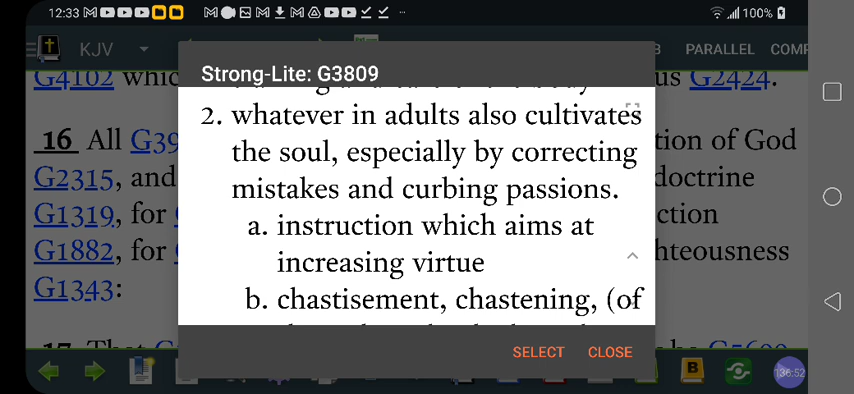 12:33
100%
KJV
PARALLEL
Strong-Lite: G3809
G4102 whic
us G2424.
2. whatever in adults also cultivates
the soul, especially by correcting
mistakes and curbing passions.
a. instruction which aims at
increasing virtue
b. chastisement, chastening, (of
16 All G39
tion of God
G2315, and
doctrine
G1319, for
ction
G1882, for
hteousness
G1343:
SELECT CLOSE
136:52